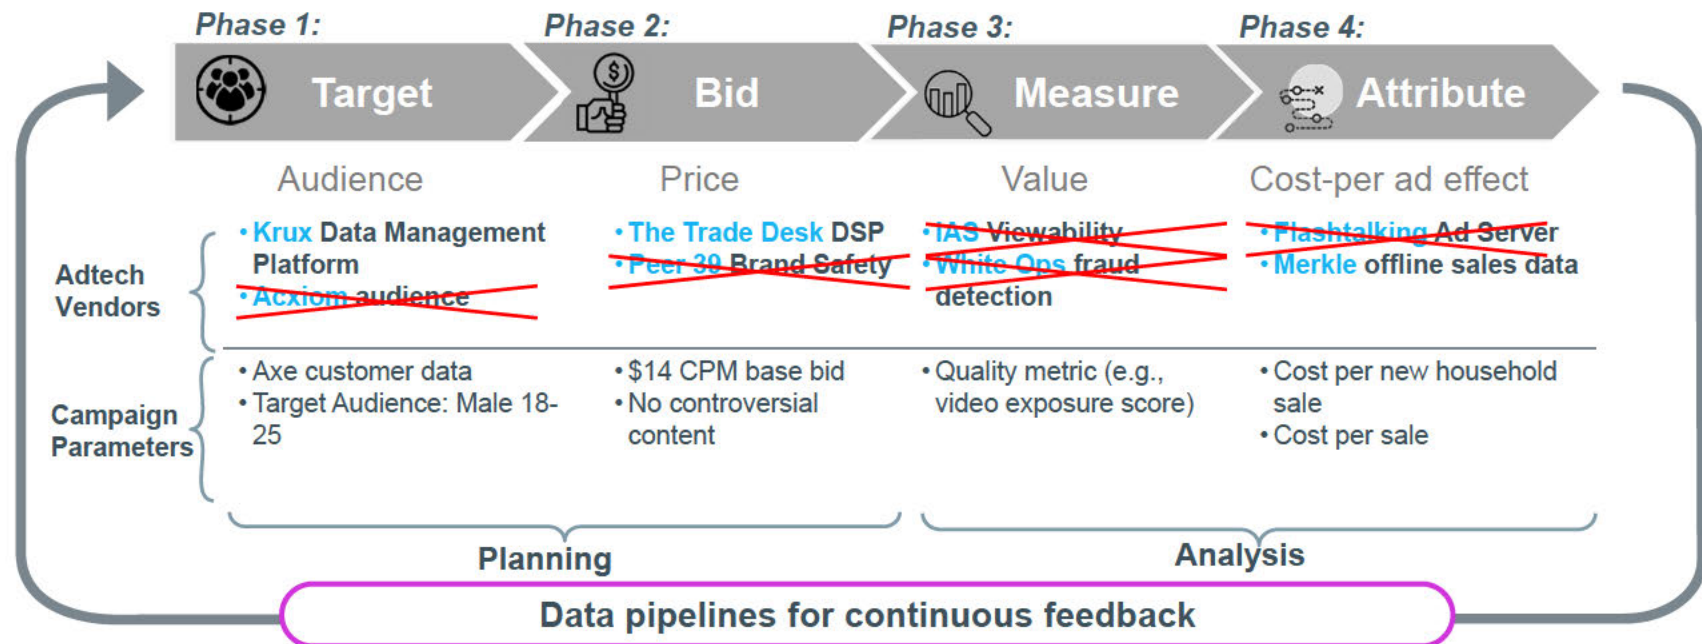 Phase 1:
Phase 2:
Phase 3:
Phase 4:
Target
Bid
Measure
Attribute
Audience
Price
Value
Cost-per ad effect
Adtech
Vendors
• Krux Data Management
Platform
• Acxiom audience
• The Trade Desk DSP
• Peer 39 Brand Safety
• IAS Viewability
• White Ops fraud
detection
• Flashtalking Ad Server
• Merkle offline sales data
Campaign
Parameters
• Axe customer data
• Target Audience: Male 18-
25
• $14 CPM base bid
• No controversial
content
• Quality metric (e.g.,
video exposure score)
• Cost per new household
sale
• Cost per sale
Planning
Analysis
Data pipelines for continuous feedback